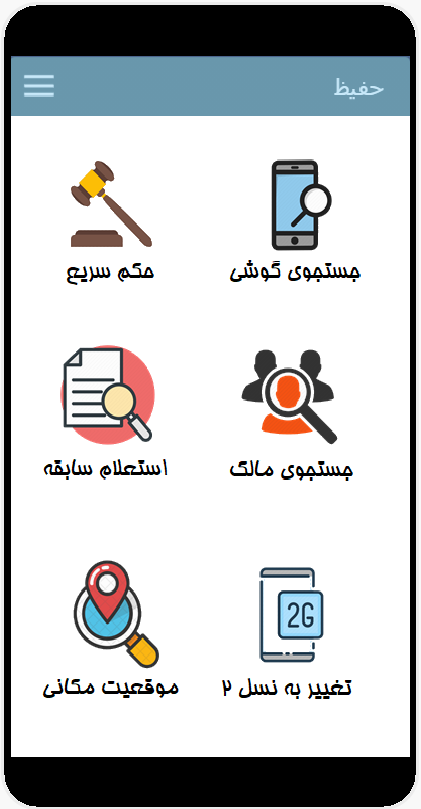 حفیظ
جستجوی گوشی
حکم سریع
جستجوی مالک
استعلام سابقه
2G
تغییر به نسل ۲
موقعیت مکانی